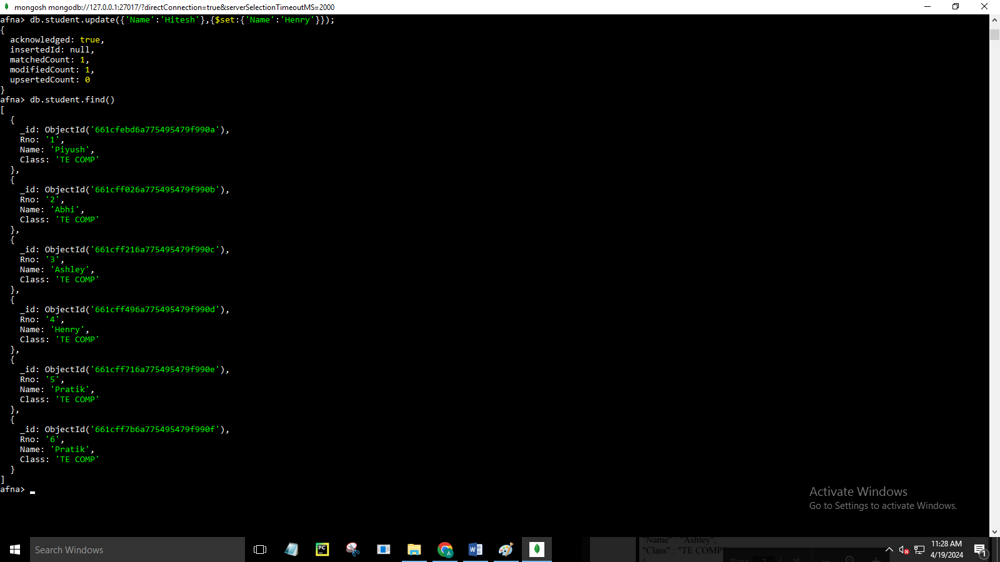 mongosh mongodb://127.0.0.1:27017/?directConnection=true&serverSelectionTimeoutMS=2000
afna> db.student.update({'Name':'Hitesh'},{$set:{'Name':'Henry'}});
{
  acknowledged: true,
  insertedId: null,
  matchedCount: 1,
  modifiedCount: 1,
  upsertedCount: 0
}
afna> db.student.find()
[
  {
    _id: ObjectId('661cfebd6a775495479f990a'),
    Rno: '1',
    Name: 'Piyush',
    Class: 'TE COMP'
  },
  {
    _id: ObjectId('661cff026a775495479f990b'),
    Rno: '2',
    Name: 'Abhi',
    Class: 'TE COMP'
  },
  {
    _id: ObjectId('661cff216a775495479f990c'),
    Rno: '3',
    Name: 'Ashley',
    Class: 'TE COMP'
  },
  {
    _id: ObjectId('661cff496a775495479f990d'),
    Rno: '4',
    Name: 'Henry',
    Class: 'TE COMP'
  },
  {
    _id: ObjectId('661cff716a775495479f990e'),
    Rno: '5',
    Name: 'Pratik',
    Class: 'TE COMP'
  },
  {
    _id: ObjectId('661cff7b6a775495479f990f'),
    Rno: '6',
    Name: 'Pratik',
    Class: 'TE COMP'
  }
]
afna>
Activate Windows
Go to Settings to activate Windows.
Search Windows
PC
A
W
"Name" : "Ashley",
"Class" : "TE COMP"
Page 2 / 15
11:28 AM
4/19/2024
1